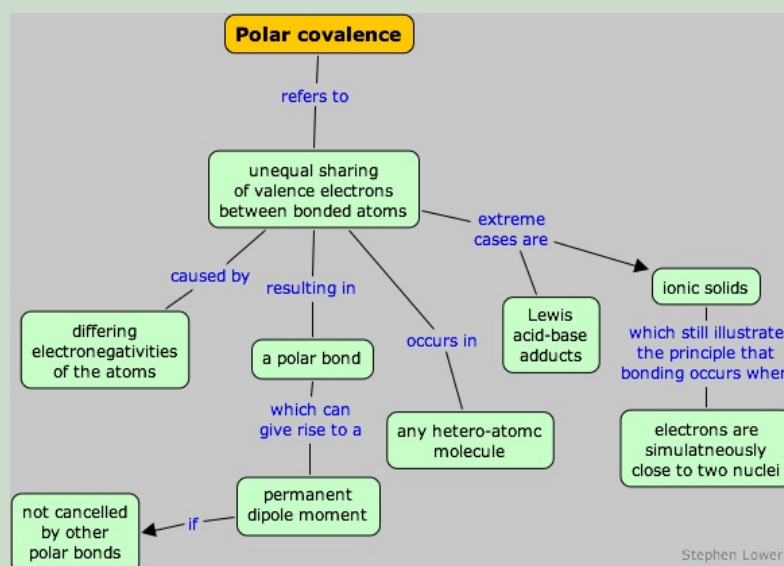 Polar covalence
refers to
unequal sharing
of valence electrons
between bonded atoms
extreme
cases are
caused by
resulting in
occurs in
ionic solids
Lewis
acid-base
adducts
differing
electronegativities
of the atoms
a polar bond
which still illustrate
the principle that
bonding occurs when
which can
give rise to a
any hetero-atomc
molecule
electrons are
simulatneously
close to two nuclei
permanent
dipole moment
if
not cancelled
by other
polar bonds
Stephen Lower